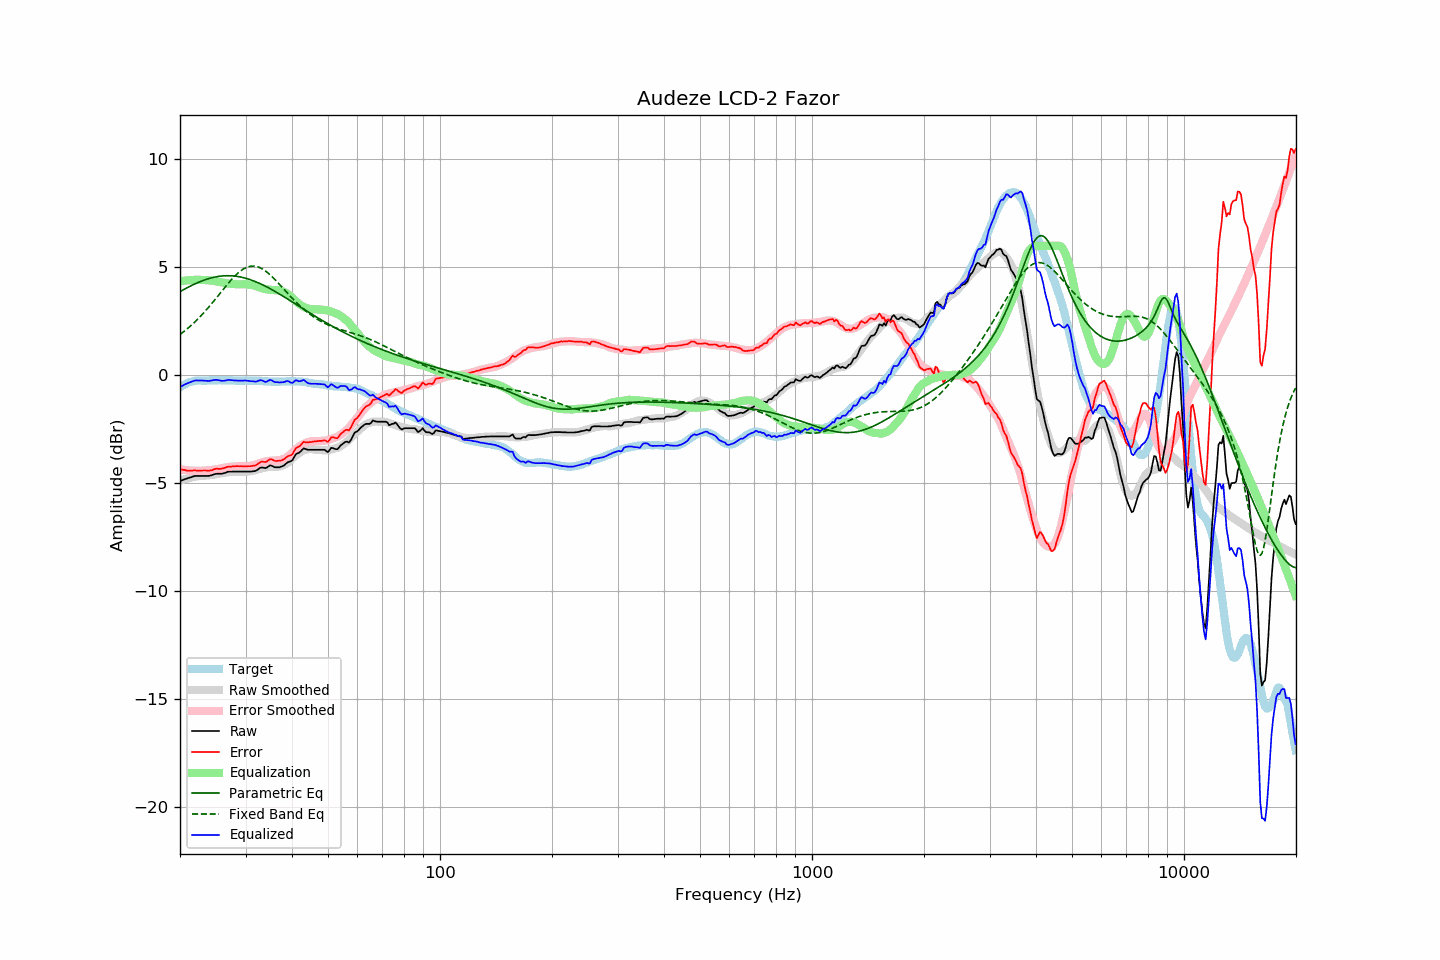 Audeze LCD-2 Fazor
Amplitude (dBr)
10
5
0
−5
−10
−15
−20
Target
Raw Smoothed
Error Smoothed
Raw
Error
Equalization
Parametric Eq
Fixed Band Eq
Equalized
100
1000
10000
Frequency (Hz)